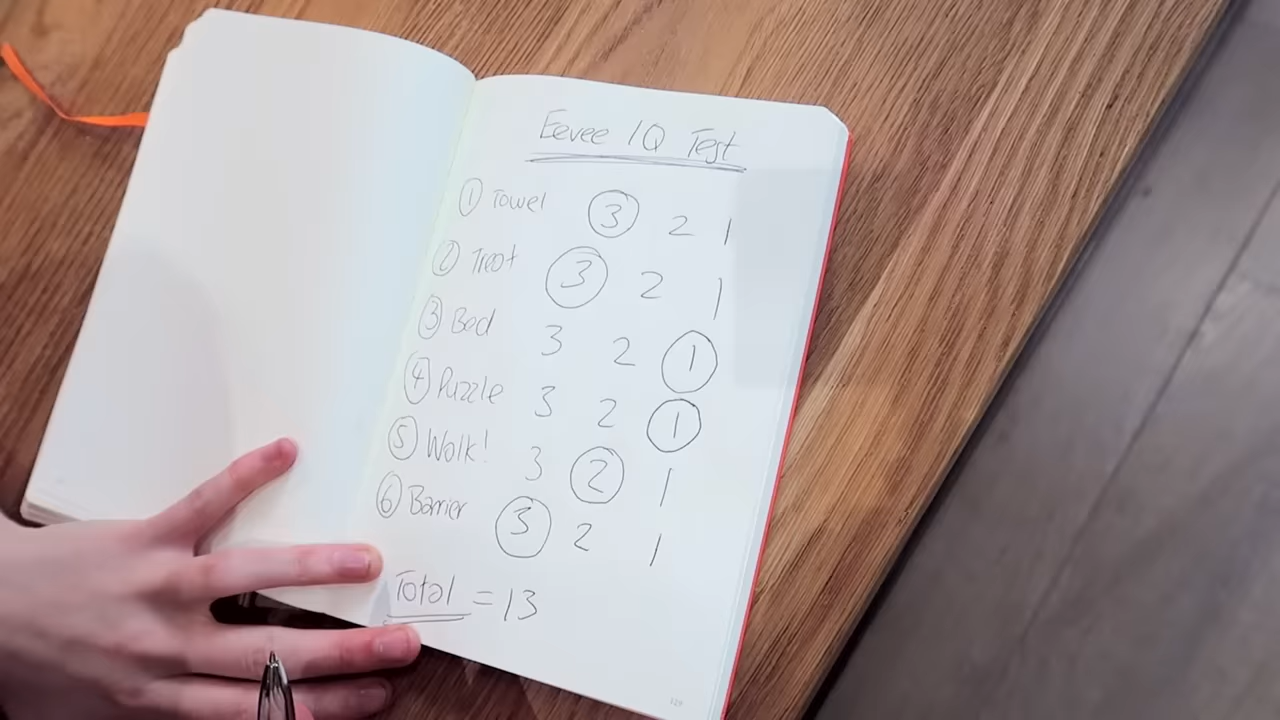 Eevee IQ Test
① Towel 3 2 1
② Treat 3 2 1
③ Bed 3 2 1
④ Puzzle 3 2 1
⑤ Walk! 3 2 1
⑥ Barrier 3 2 1
Total = 13
129